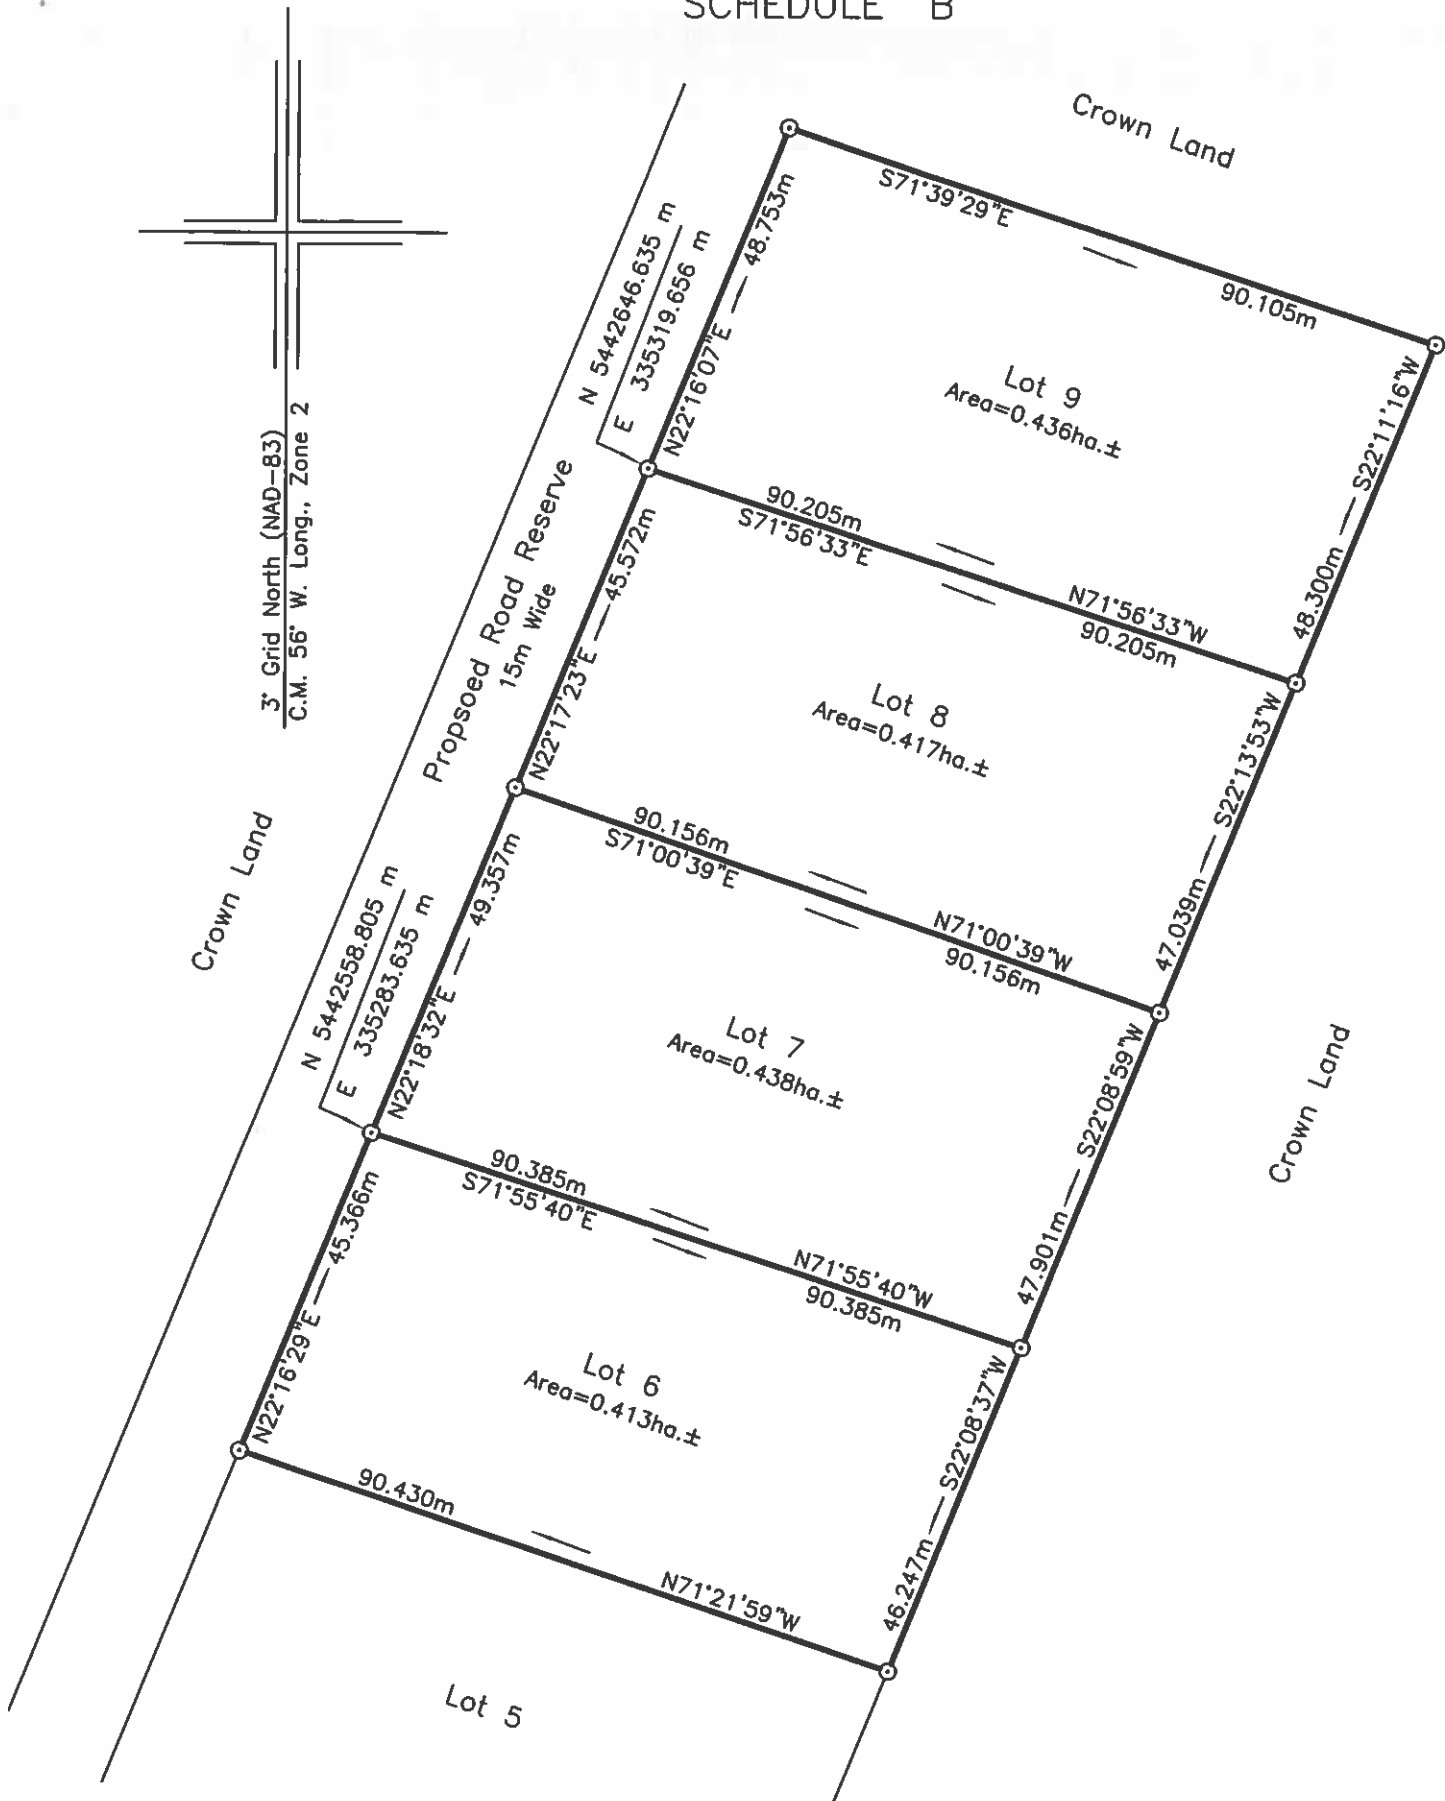 SCHEDULE B
3° Grid North (NAD-83)
C.M. 56° W. Long., Zone 2
Crown Land
S71°39'29"E
90.105m
N 5442646.635 m
E 335319.656 m
N22°16'07"E — 48.753m
Lot 9
Area=0.436ha.±
48.300m — S22°11'16"W
90.205m
S71°56'33"E
N71°56'33"W
90.205m
Propsoed Road Reserve
15m Wide
N22°17'23"E — 45.572m
Lot 8
Area=0.417ha.±
47.039m — S22°13'53"W
90.156m
S71°00'39"E
N71°00'39"W
90.156m
Crown Land
N 5442558.805 m
E 335283.635 m
N22°18'32"E — 49.357m
Lot 7
Area=0.438ha.±
47.901m — S22°08'59"W
Crown Land
90.385m
S71°55'40"E
N71°55'40"W
90.385m
N22°16'29"E — 45.366m
Lot 6
Area=0.413ha.±
46.247m — S22°08'37"W
90.430m
N71°21'59"W
Lot 5